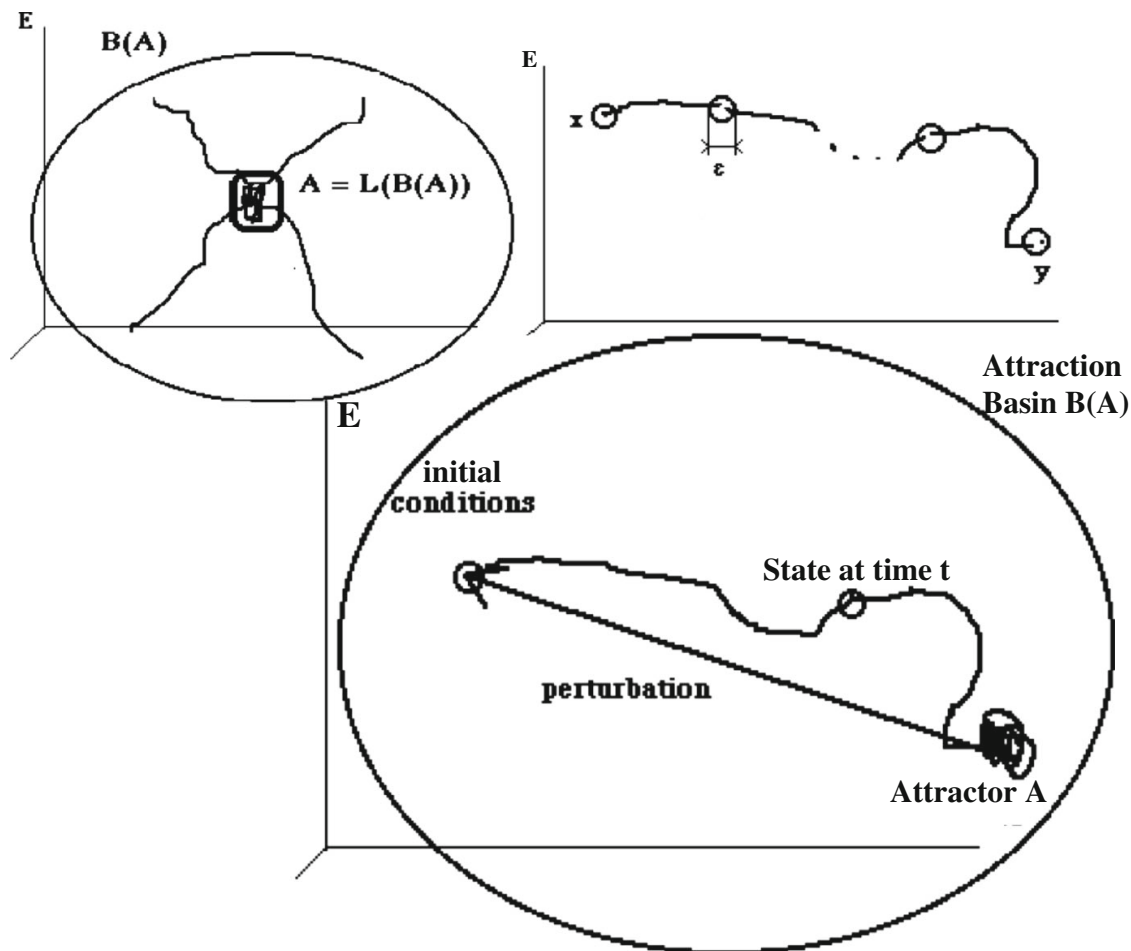 E
B(A)
A = L(B(A))
E
x
ε
y
Attraction
Basin B(A)
E
initial
conditions
State at time t
perturbation
Attractor A